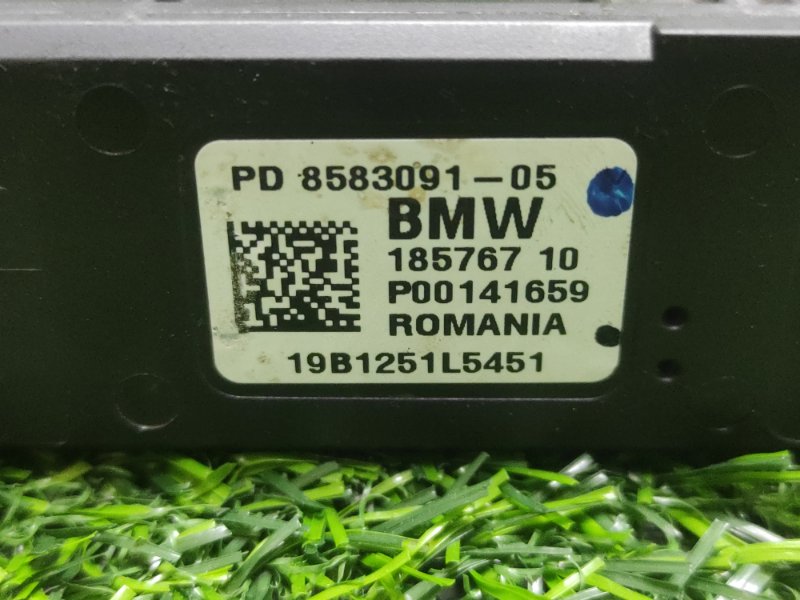 PD 8583091-05
BMW
185767 10
P00141659
ROMANIA
19B1251L5451